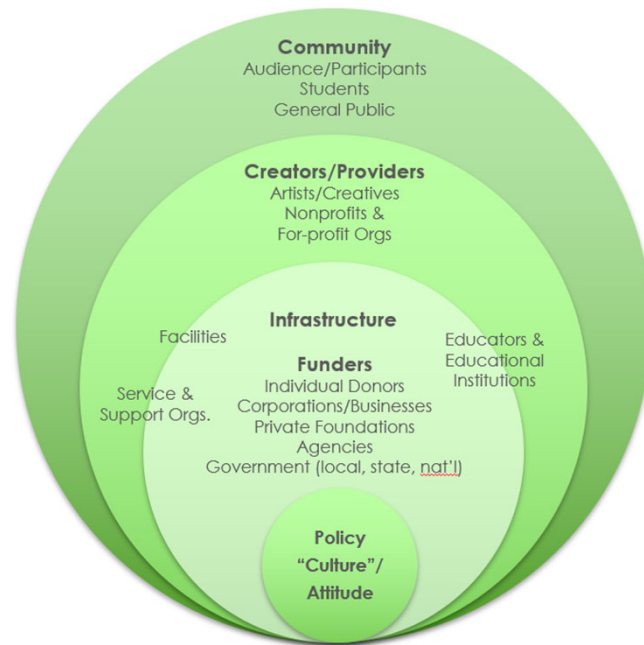 Community
Audience/Participants
Students
General Public
Creators/Providers
Artists/Creatives
Nonprofits &
For-profit Orgs
Infrastructure
Facilities
Educators &
Educational
Institutions
Service &
Support Orgs.
Funders
Individual Donors
Corporations/Businesses
Private Foundations
Agencies
Government (local, state, nat'l)
Policy
“Culture”/
Attitude